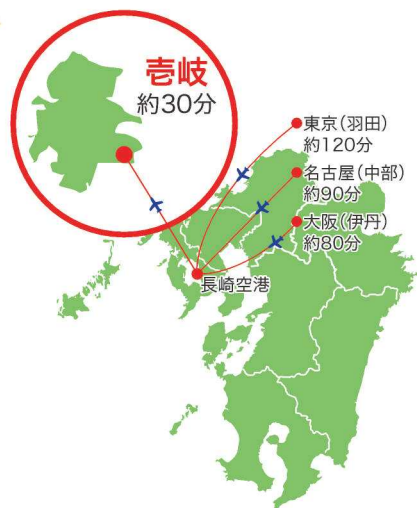 壱岐
約30分
東京(羽田)
約120分
名古屋(中部)
約90分
大阪(伊丹)
約80分
長崎空港